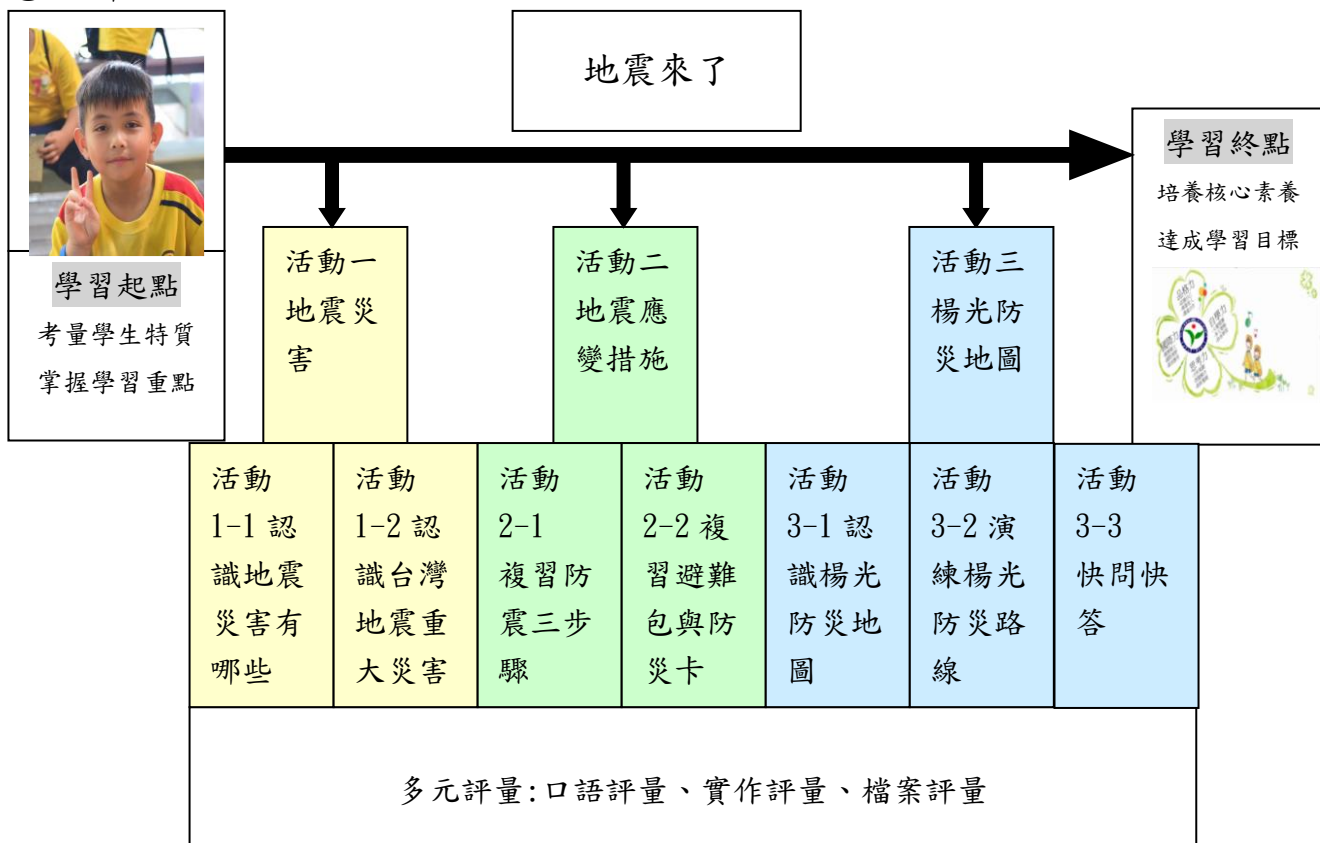 地震來了
學習起點
考量學生特質
掌握學習重點
學習終點
培養核心素養
達成學習目標
活動一
地震災
害
活動二
地震應
變措施
活動三
楊光防
災地圖
活動
1-1 認
識地震
災害有
哪些
活動
1-2 認
識台灣
地震重
大災害
活動
2-1
複習防
震三步
驟
活動
2-2 複
習避難
包與防
災卡
活動
3-1 認
識楊光
防災地
圖
活動
3-2 演
練楊光
防災路
線
活動
3-3
快問快
答
多元評量:口語評量、實作評量、檔案評量